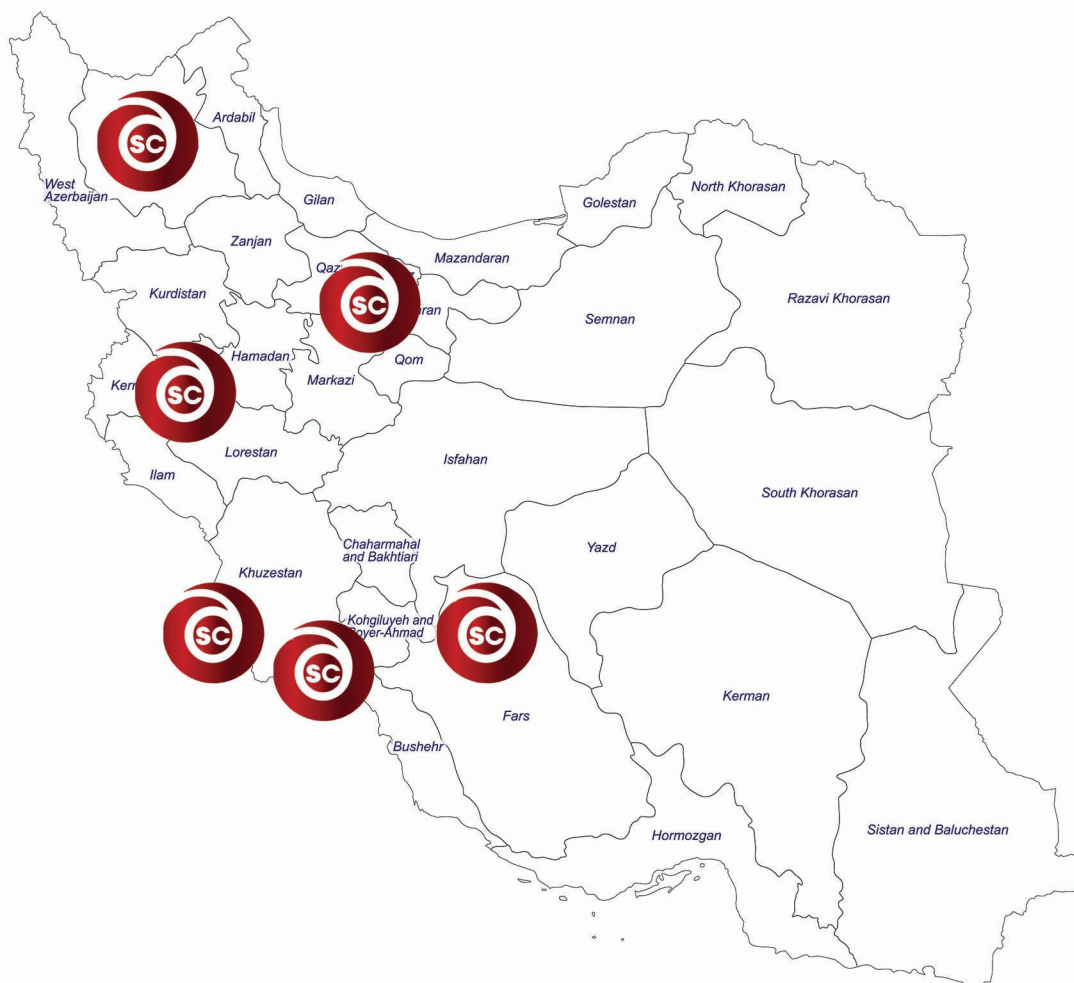 Ardabil
SC
West
Azerbaijan
North Khorasan
Gilan
Golestan
Zanjan
Mazandaran
Kurdistan
Razavi Khorasan
SC
Semnan
Hamadan
Qom
Markazi
SC
Lorestan
Isfahan
Ilam
South Khorasan
Chaharmahal
and Bakhtiari
Yazd
Khuzestan
Kohgiluyeh and
Boyer-Ahmad
SC
SC
SC
Kerman
Fars
Bushehr
Sistan and Baluchestan
Hormozgan